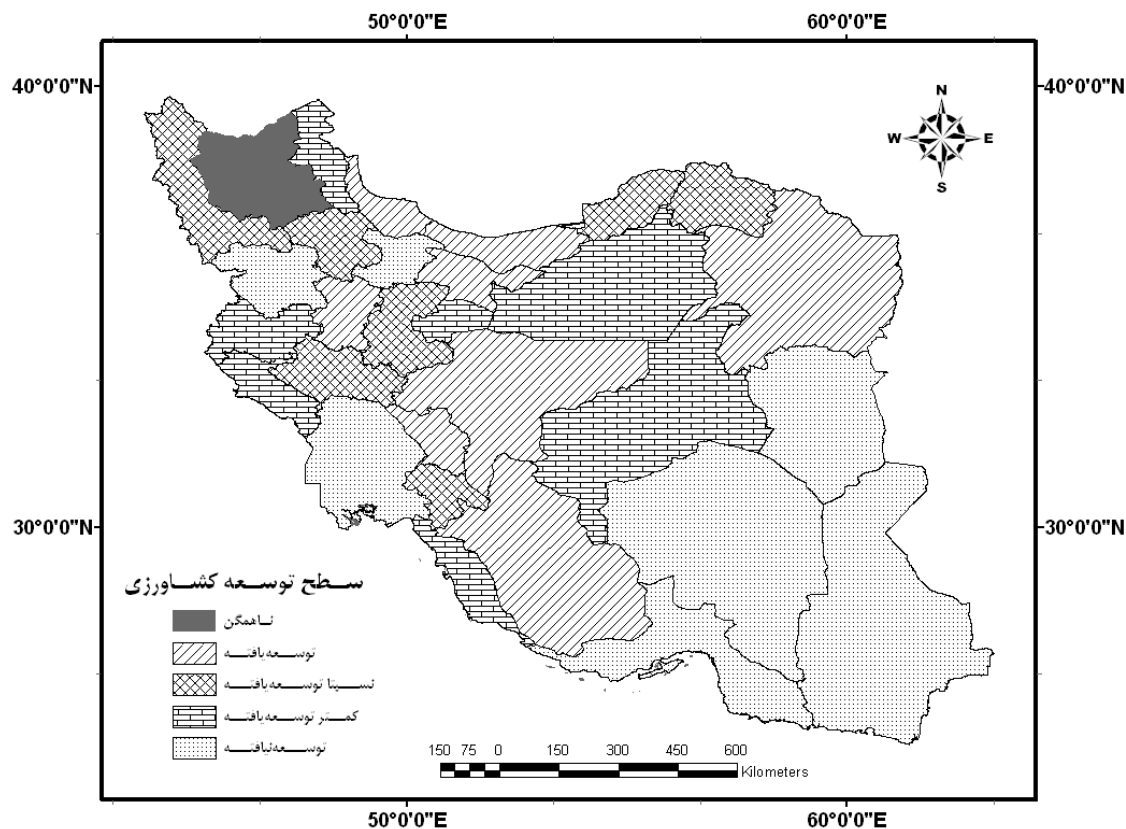 50°0'0"E 60°0'0"E
40°0'0"N 40°0'0"N
N
W E
S
30°0'0"N 30°0'0"N
سطح توسعه کشاورزی
ناهمگن
توسعه‌یافته
نسبتا توسعه‌یافته
کمتر توسعه‌یافته
توسعه‌نیافته
150 75 0 150 300 450 600
Kilometers
50°0'0"E 60°0'0"E